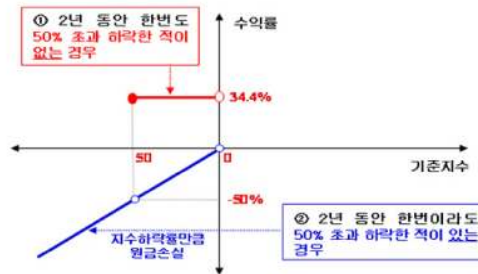 ① 2년 동안 한번도
50% 초과 하락한 적이
없는 경우
수익률
34.4%
50
0
기준지수
-50%
지수하락률만큼
원금손실
② 2년 동안 한번이라도
50% 초과 하락한 적이 있는
경우